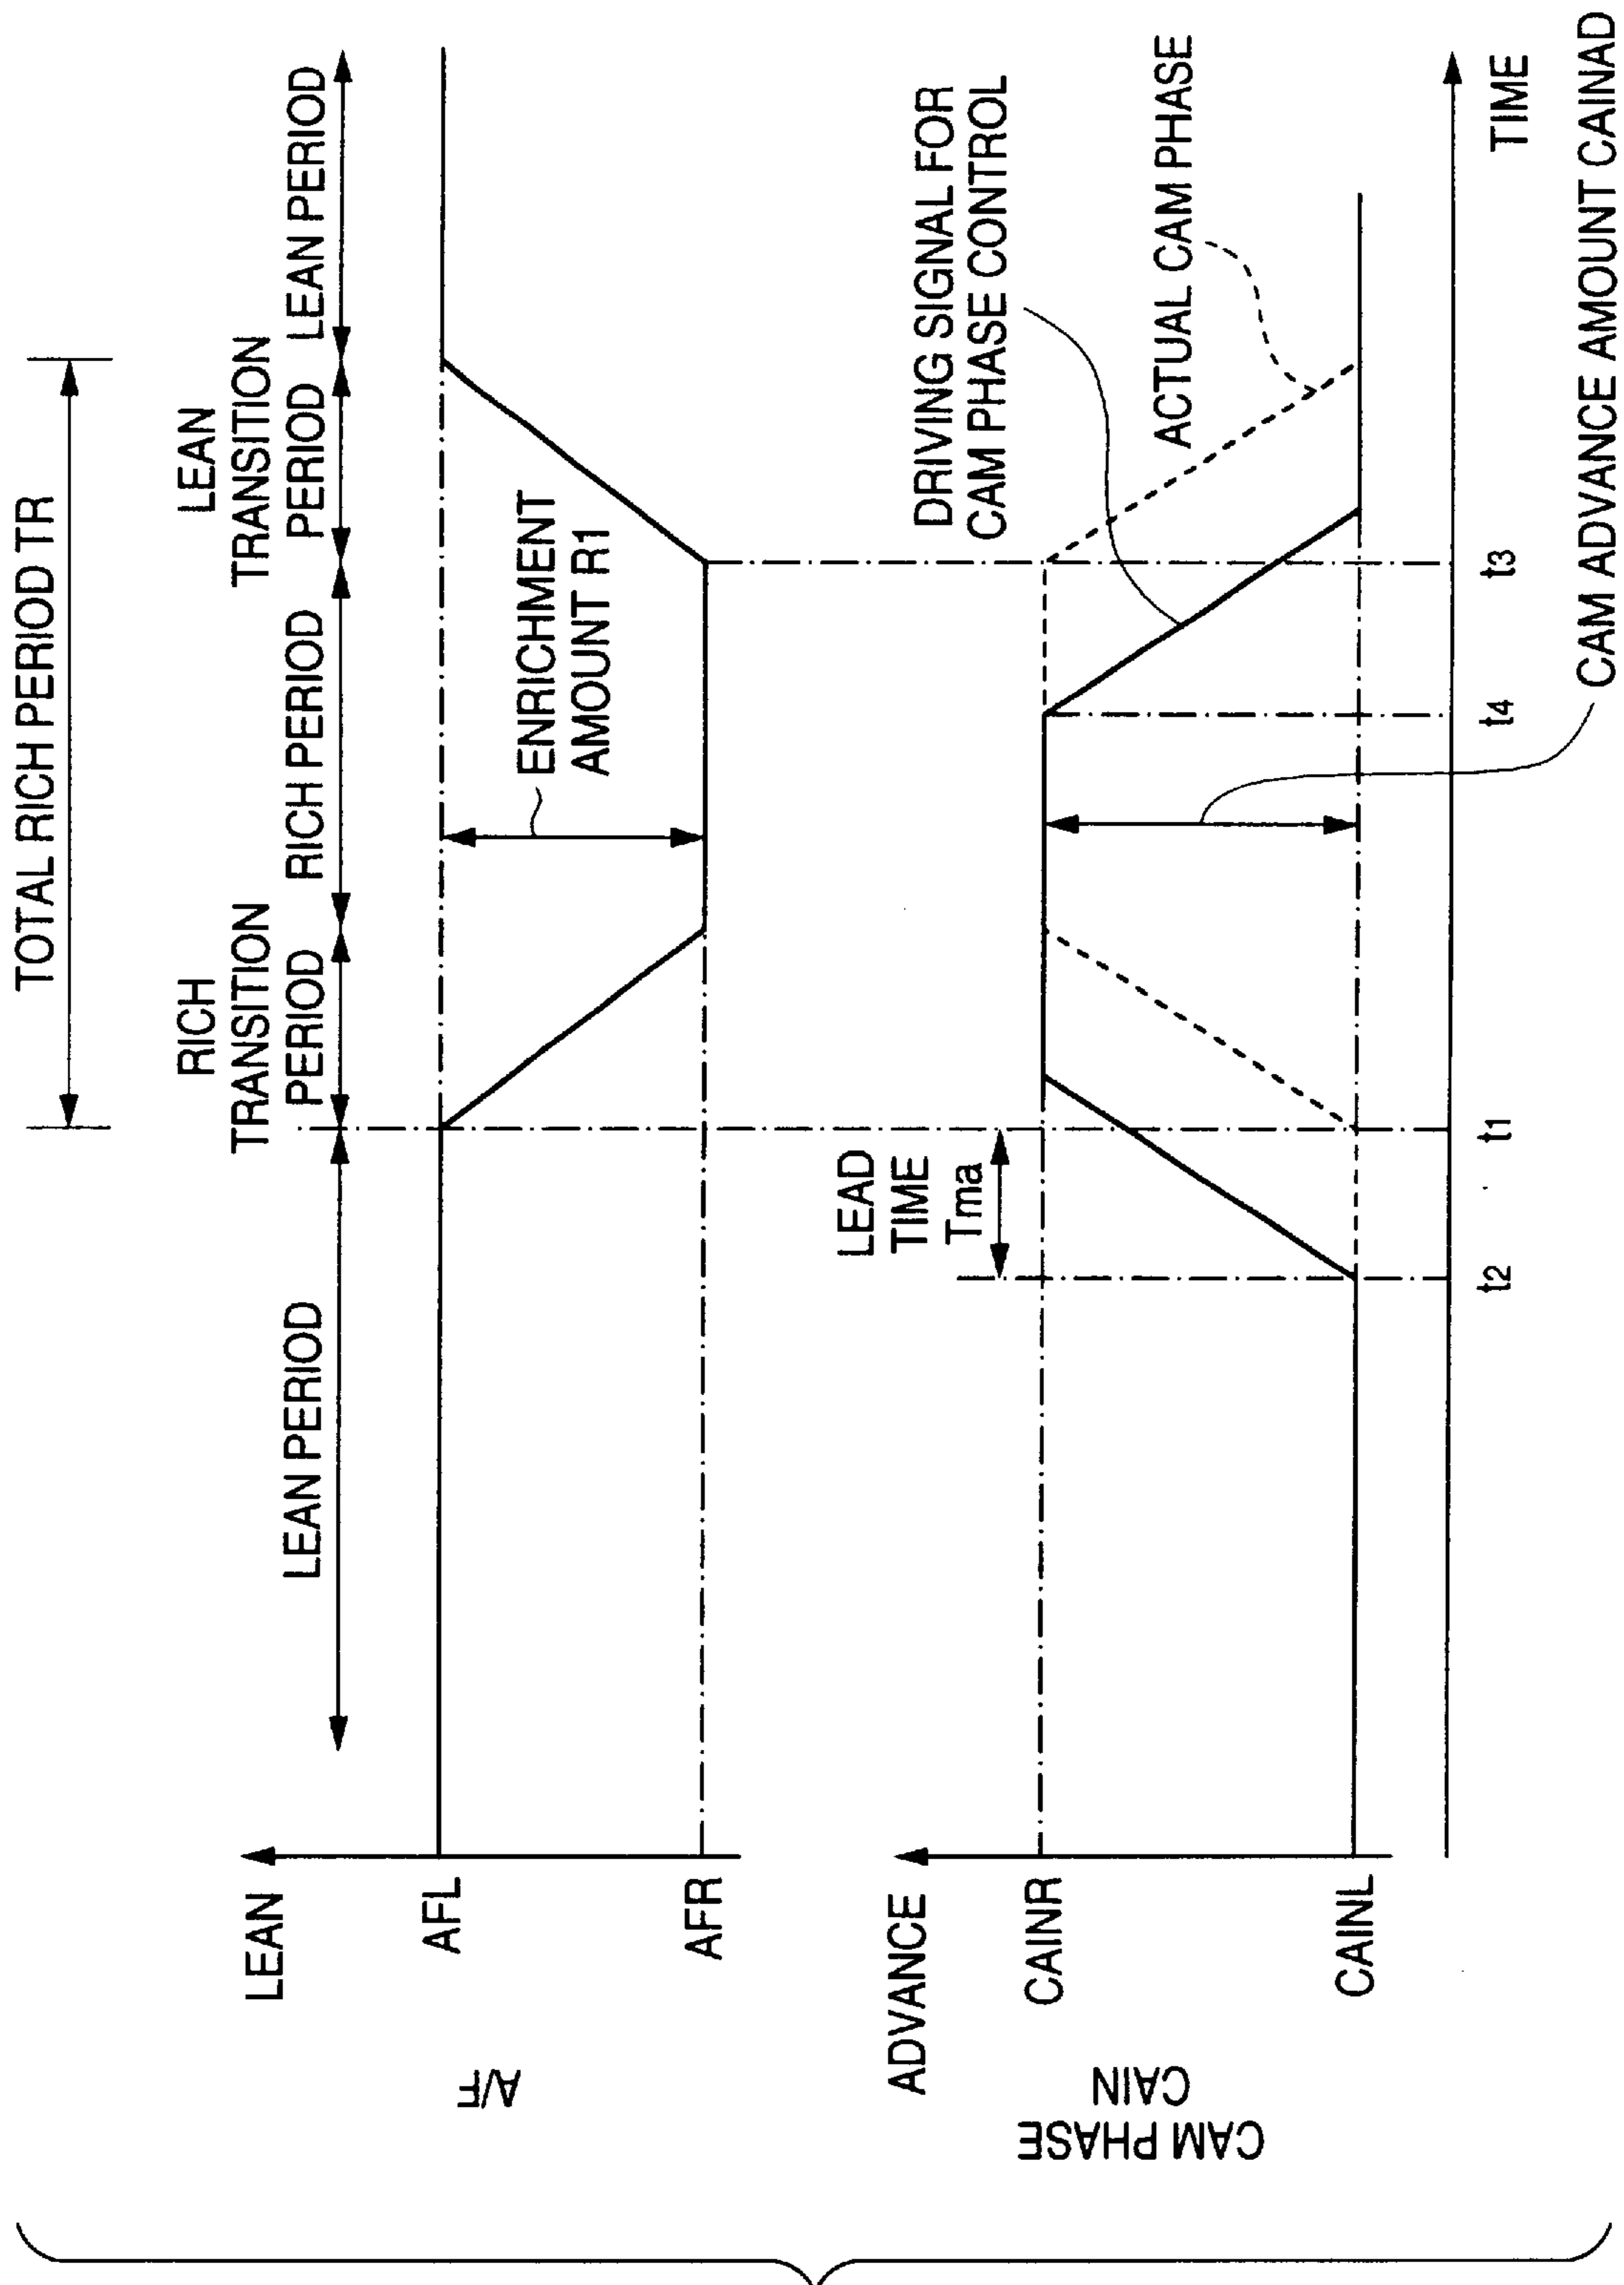 TOTAL RICH PERIOD TR
RICH
TRANSITION
PERIOD
LEAN
TRANSITION
PERIOD
LEAN PERIOD
RICH PERIOD
LEAN PERIOD
LEAN
A/F
AFL
AFR
ENRICHMENT
AMOUNT R1
ADVANCE
CAM PHASE
CAIN
CAINR
CAINL
LEAD
TIME
Tma
DRIVING SIGNAL FOR
CAM PHASE CONTROL
ACTUAL CAM PHASE
t2
t1
t4
t3
TIME
CAM ADVANCE AMOUNT CAINAD